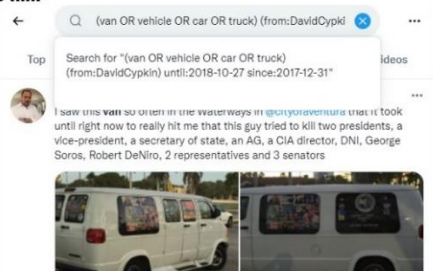 (van OR vehicle OR car OR truck) (from:DavidCypki
Search for "(van OR vehicle OR car OR truck)
(from:DavidCypkin) until:2018-10-27 since:2017-12-31"
Top
ideos
I saw this van so often in the Waterways in @cityofaventura that it took
until right now to really hit me that this guy tried to kill two presidents, a
vice-president, a secretary of state, an AG, a CIA director, DNI, George
Soros, Robert DeNiro, 2 representatives and 3 senators